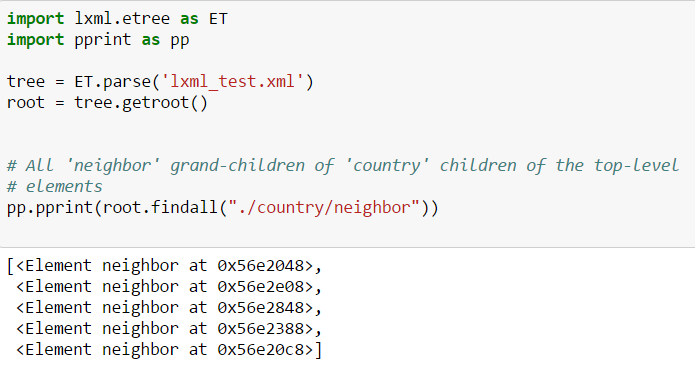 import lxml.etree as ET
import pprint as pp
tree = ET.parse('lxml_test.xml')
root = tree.getroot()
# All 'neighbor' grand-children of 'country' children of the top-level
# elements
pp.pprint(root.findall("./country/neighbor"))
[<Element neighbor at 0x56e2048>,
<Element neighbor at 0x56e2e08>,
<Element neighbor at 0x56e2848>,
<Element neighbor at 0x56e2388>,
<Element neighbor at 0x56e20c8>]